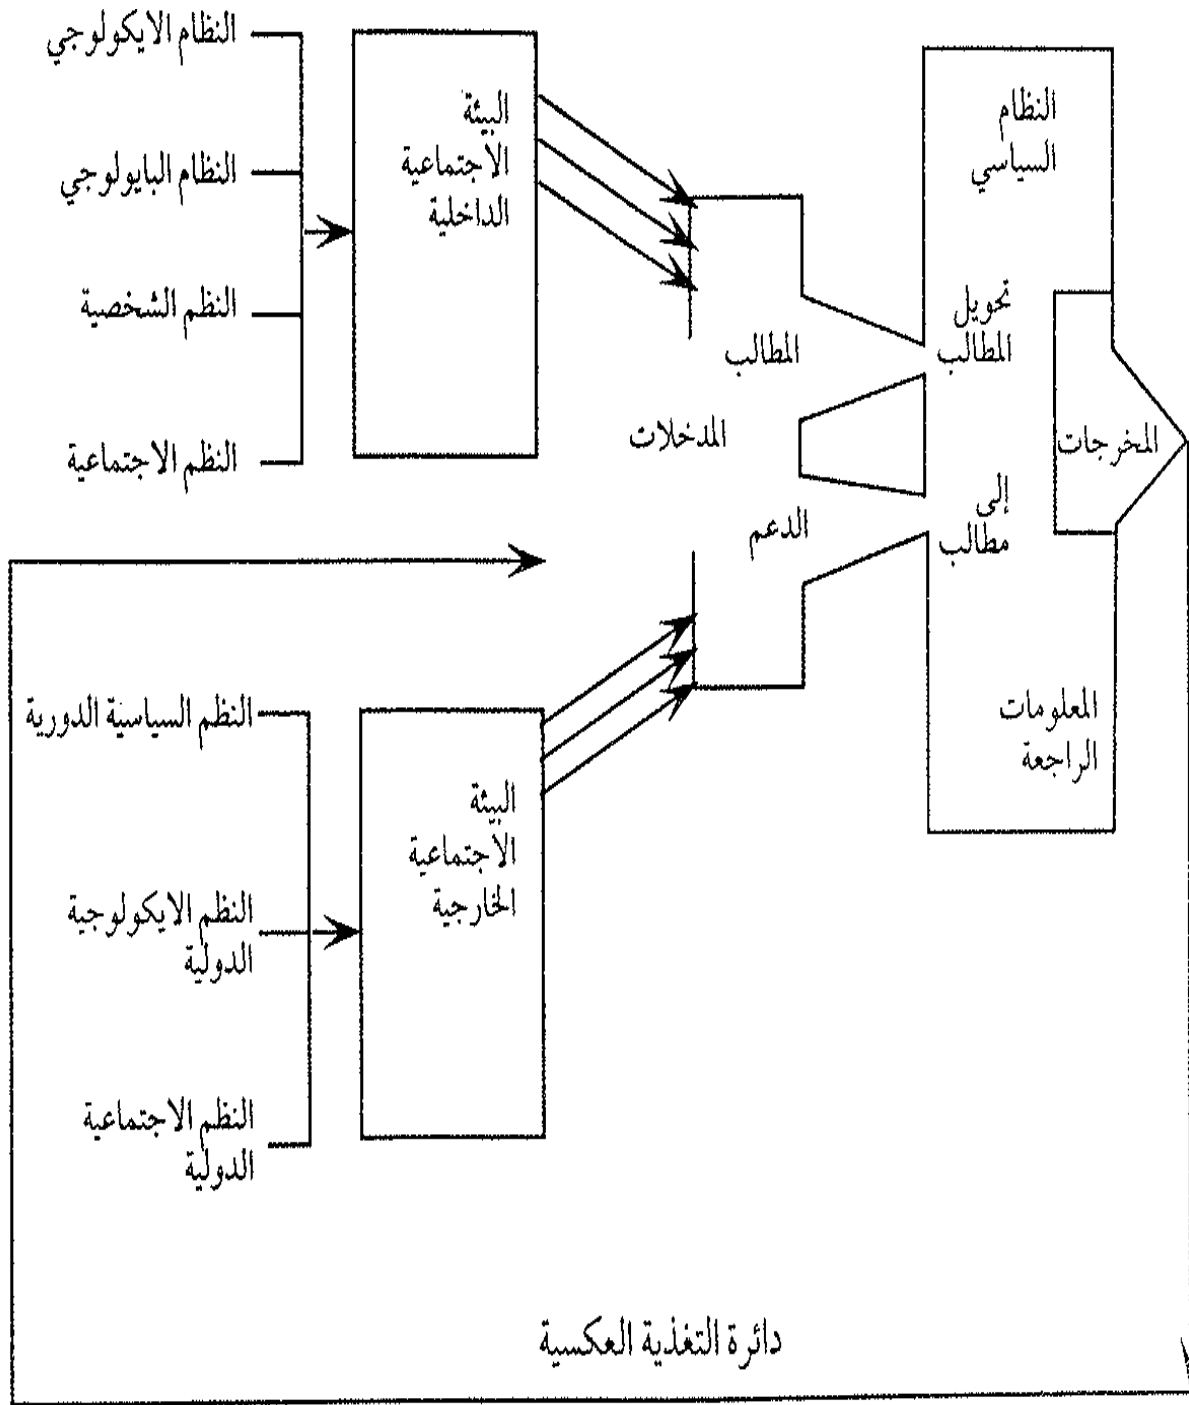 النظام الايكولوجي
النظام البايولوجي
النظم الشخصية
النظم الاجتماعية
البيئة
الاجتماعية
الداخلية
المطالب
المدخلات
الدعم
النظام
السياسي
تحويل
المطالب
إلى
مطالب
المخرجات
المعلومات
الراجعة
النظم السياسية الدورية
النظم الايكولوجية
الدولية
النظم الاجتماعية
الدولية
البيئة
الاجتماعية
الخارجية
دائرة التغذية العكسية